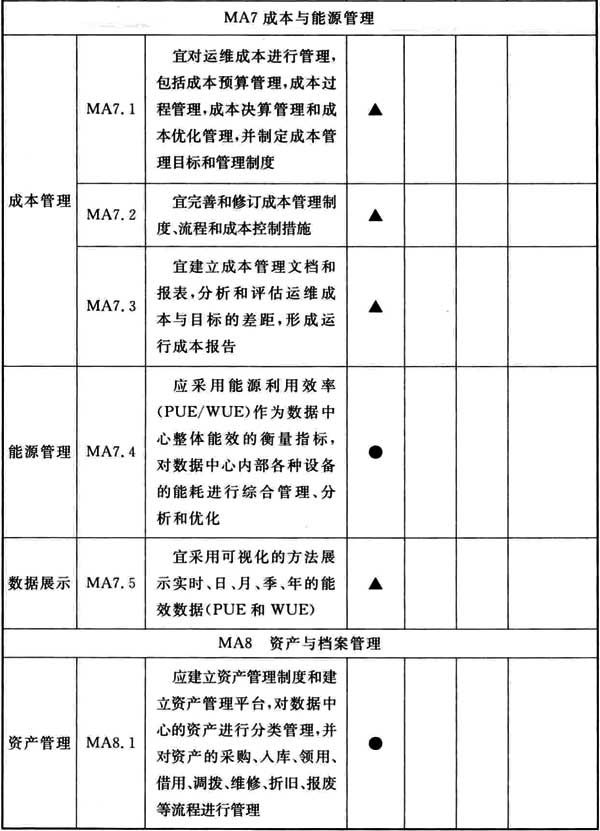 MA7 成本与能源管理
成本管理
MA7.1
宜对运维成本进行管理,
包括成本预算管理,成本过
程管理,成本决算管理和成
本优化管理,并制定成本管
理目标和管理制度
▲
MA7.2
宜完善和修订成本管理制
度、流程和成本控制措施
▲
MA7.3
宜建立成本管理文档和
报表,分析和评估运维成
本与目标的差距,形成运
行成本报告
▲
能源管理
MA7.4
应采用能源利用效率
(PUE/WUE)作为数据中
心整体能效的衡量指标,
对数据中心内部各种设备
的能耗进行综合管理、分
析和优化
●
数据展示
MA7.5
宜采用可视化的方法展
示实时、日、月、季、年的能
效数据(PUE 和 WUE)
▲
MA8 资产与档案管理
资产管理
MA8.1
应建立资产管理制度和建
立资产管理平台,对数据中
心的资产进行分类管理,并
对资产的采购、入库、领用、
借用、调拨、维修、折旧、报废
等流程进行管理
●